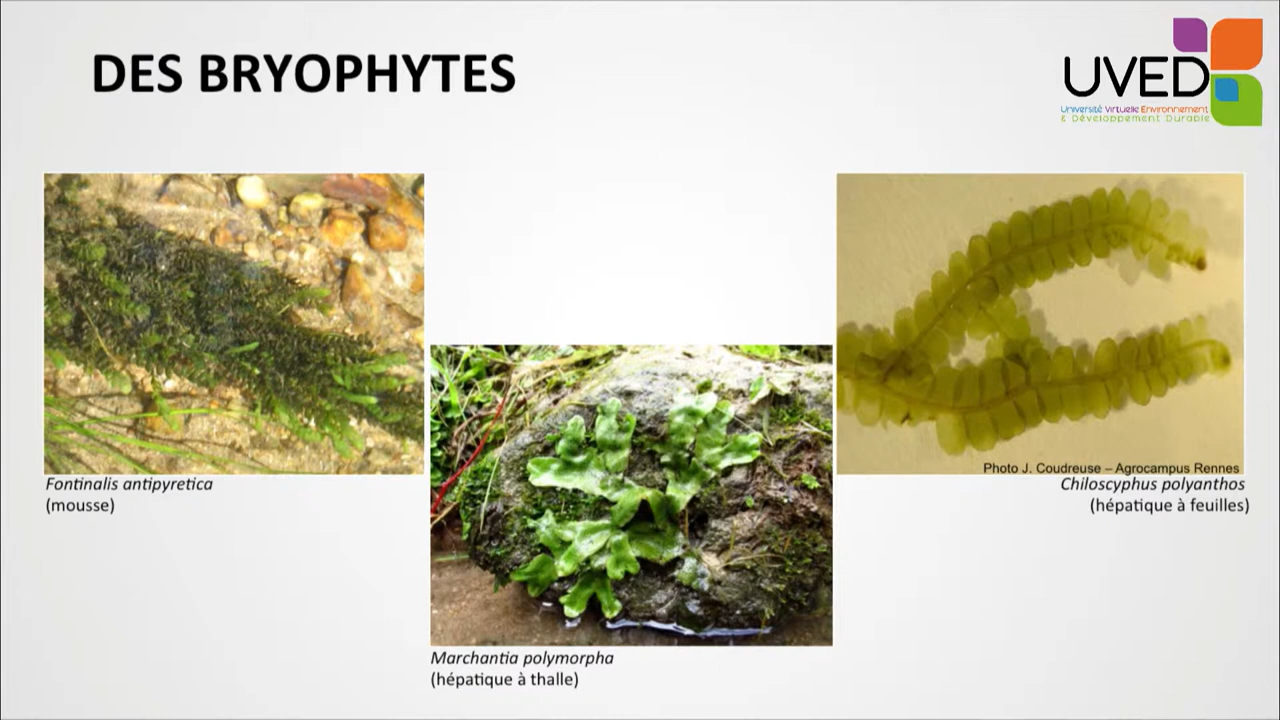 DES BRYOPHYTES
UVED
Université Virtuelle Environnement
& Développement Durable
Fontinalis antipyretica
(mousse)
Marchantia polymorpha
(hépatique à thalle)
Photo J. Coudreuse – Agrocampus Rennes
Chiloscyphus polyanthos
(hépatique à feuilles)